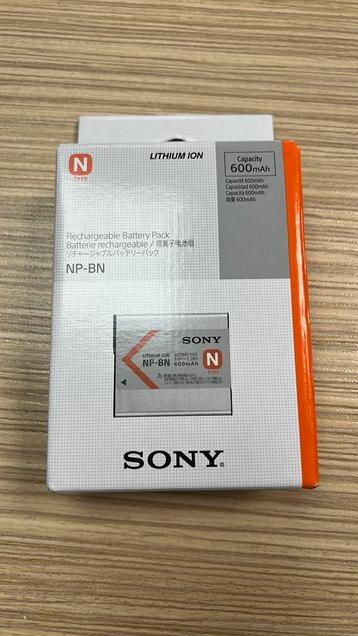 N
TYPE
LITHIUM ION
Capacity
600mAh
Capacité 600mAh
Capacidad 600mAh
Capacità 600mAh
容量 600mAh
Rechargeable Battery Pack
Batterie rechargeable / 锂离子电池组
リチャージャブルバッテリーパック
NP-BN
SONY
LITHIUM ION
NP-BN
BATTERY PACK
600mAh
N
TYPE
SONY